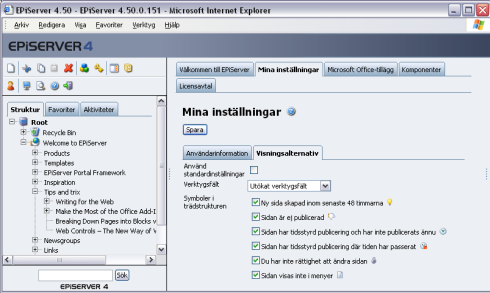 EPiServer 4.50 - EPiServer 4.50.0.151 - Microsoft Internet Explorer
Arkiv Redigera Visa Favoriter Verktyg Hjälp
EPiSERVER 4
Struktur Favoriter Aktiviteter
Root
Recycle Bin
Welcome to EPiServer
Products
Templates
EPiServer Portal Framework
Inspiration
Tips and trix
Writing for the Web
Make the Most of the Office Add-I
Breaking Down Pages into Blocks v
Web Controls – The New Way of V
Newsgroups
Links
Sök
EPiSERVER 4
Välkommen till EPiServer Mina inställningar Microsoft Office-tillägg Komponenter
Licensavtal
Mina inställningar
Spara
Användarinformation Visningsalternativ
Använd
standardinställningar
Verktygsfält Utökat verktygsfält
Symboler i
trädstrukturen
Ny sida skapad inom senaste 48 timmarna
Sidan är ej publicerad
Sidan har tidsstyrd publicering och har inte publicerats ännu
Sidan har tidsstyrd publicering där tiden har passerat
Du har inte rättighet att ändra sidan
Sidan visas inte i menyer